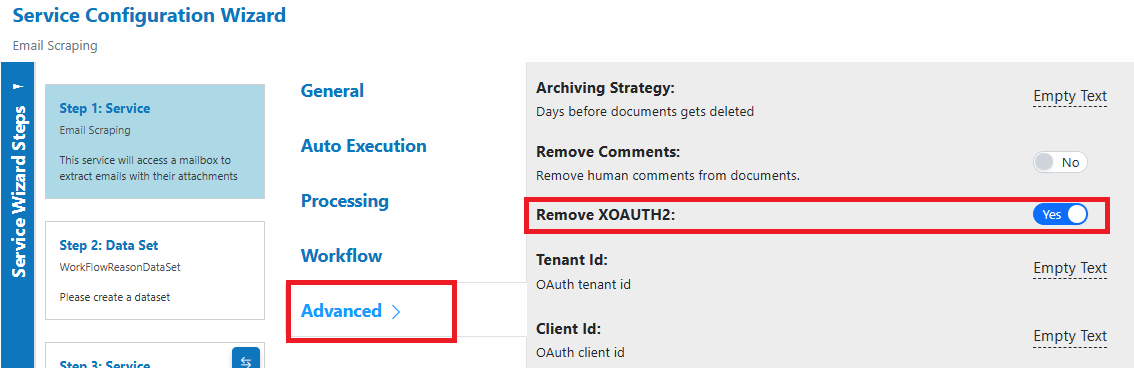 Service Configuration Wizard
Email Scraping
Service Wizard Steps
Step 1: Service
Email Scraping
This service will access a mailbox to
extract emails with their attachments
Step 2: Data Set
WorkFlowReasonDataSet
Please create a dataset
Step 3: Service
General
Auto Execution
Processing
Workflow
Advanced >
Archiving Strategy:
Days before documents gets deleted
Empty Text
Remove Comments:
Remove human comments from documents.
No
Remove XOAUTH2:
Yes
Tenant Id:
OAuth tenant id
Empty Text
Client Id:
OAuth client id
Empty Text